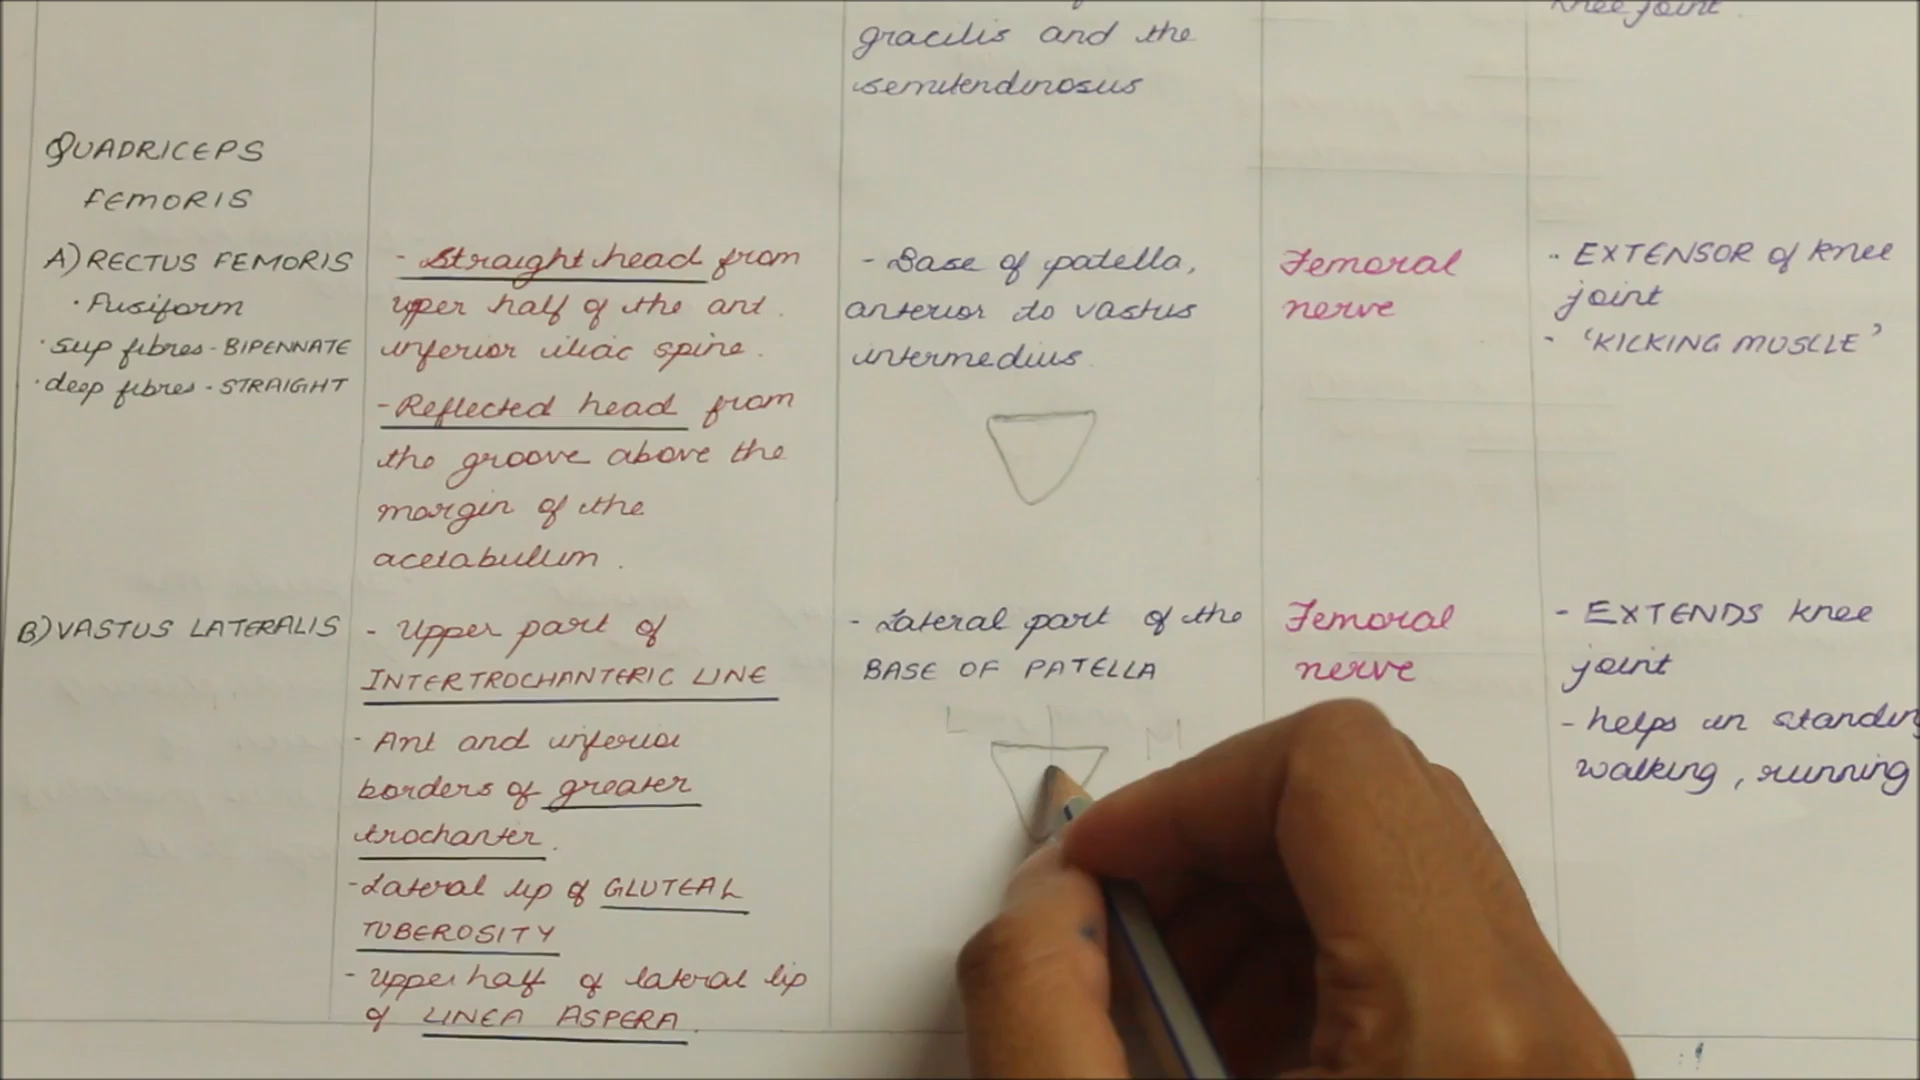 knee joint.
gracilis and the
semitendinosus
QUADRICEPS
FEMORIS
A) RECTUS FEMORIS
· Fusiform
· sup fibres - BIPENNATE
· deep fibres - STRAIGHT
- Straight head from
upper half of the ant.
inferior iliac spine.
- Reflected head from
the groove above the
margin of the
acetabulum.
- Base of patella,
anterior to vastus
intermedius.
Femoral
nerve
- EXTENSOR of knee
joint
- 'KICKING MUSCLE'
B) VASTUS LATERALIS
- Upper part of
INTERTROCHANTERIC LINE
- Ant and inferior
borders of greater
trochanter.
- Lateral lip of GLUTEAL
TUBEROSITY
- Upper half of lateral lip
of LINEA ASPERA.
- Lateral part of the
BASE OF PATELLA
L M
Femoral
nerve
- EXTENDS knee
joint
- helps in standing
walking, running